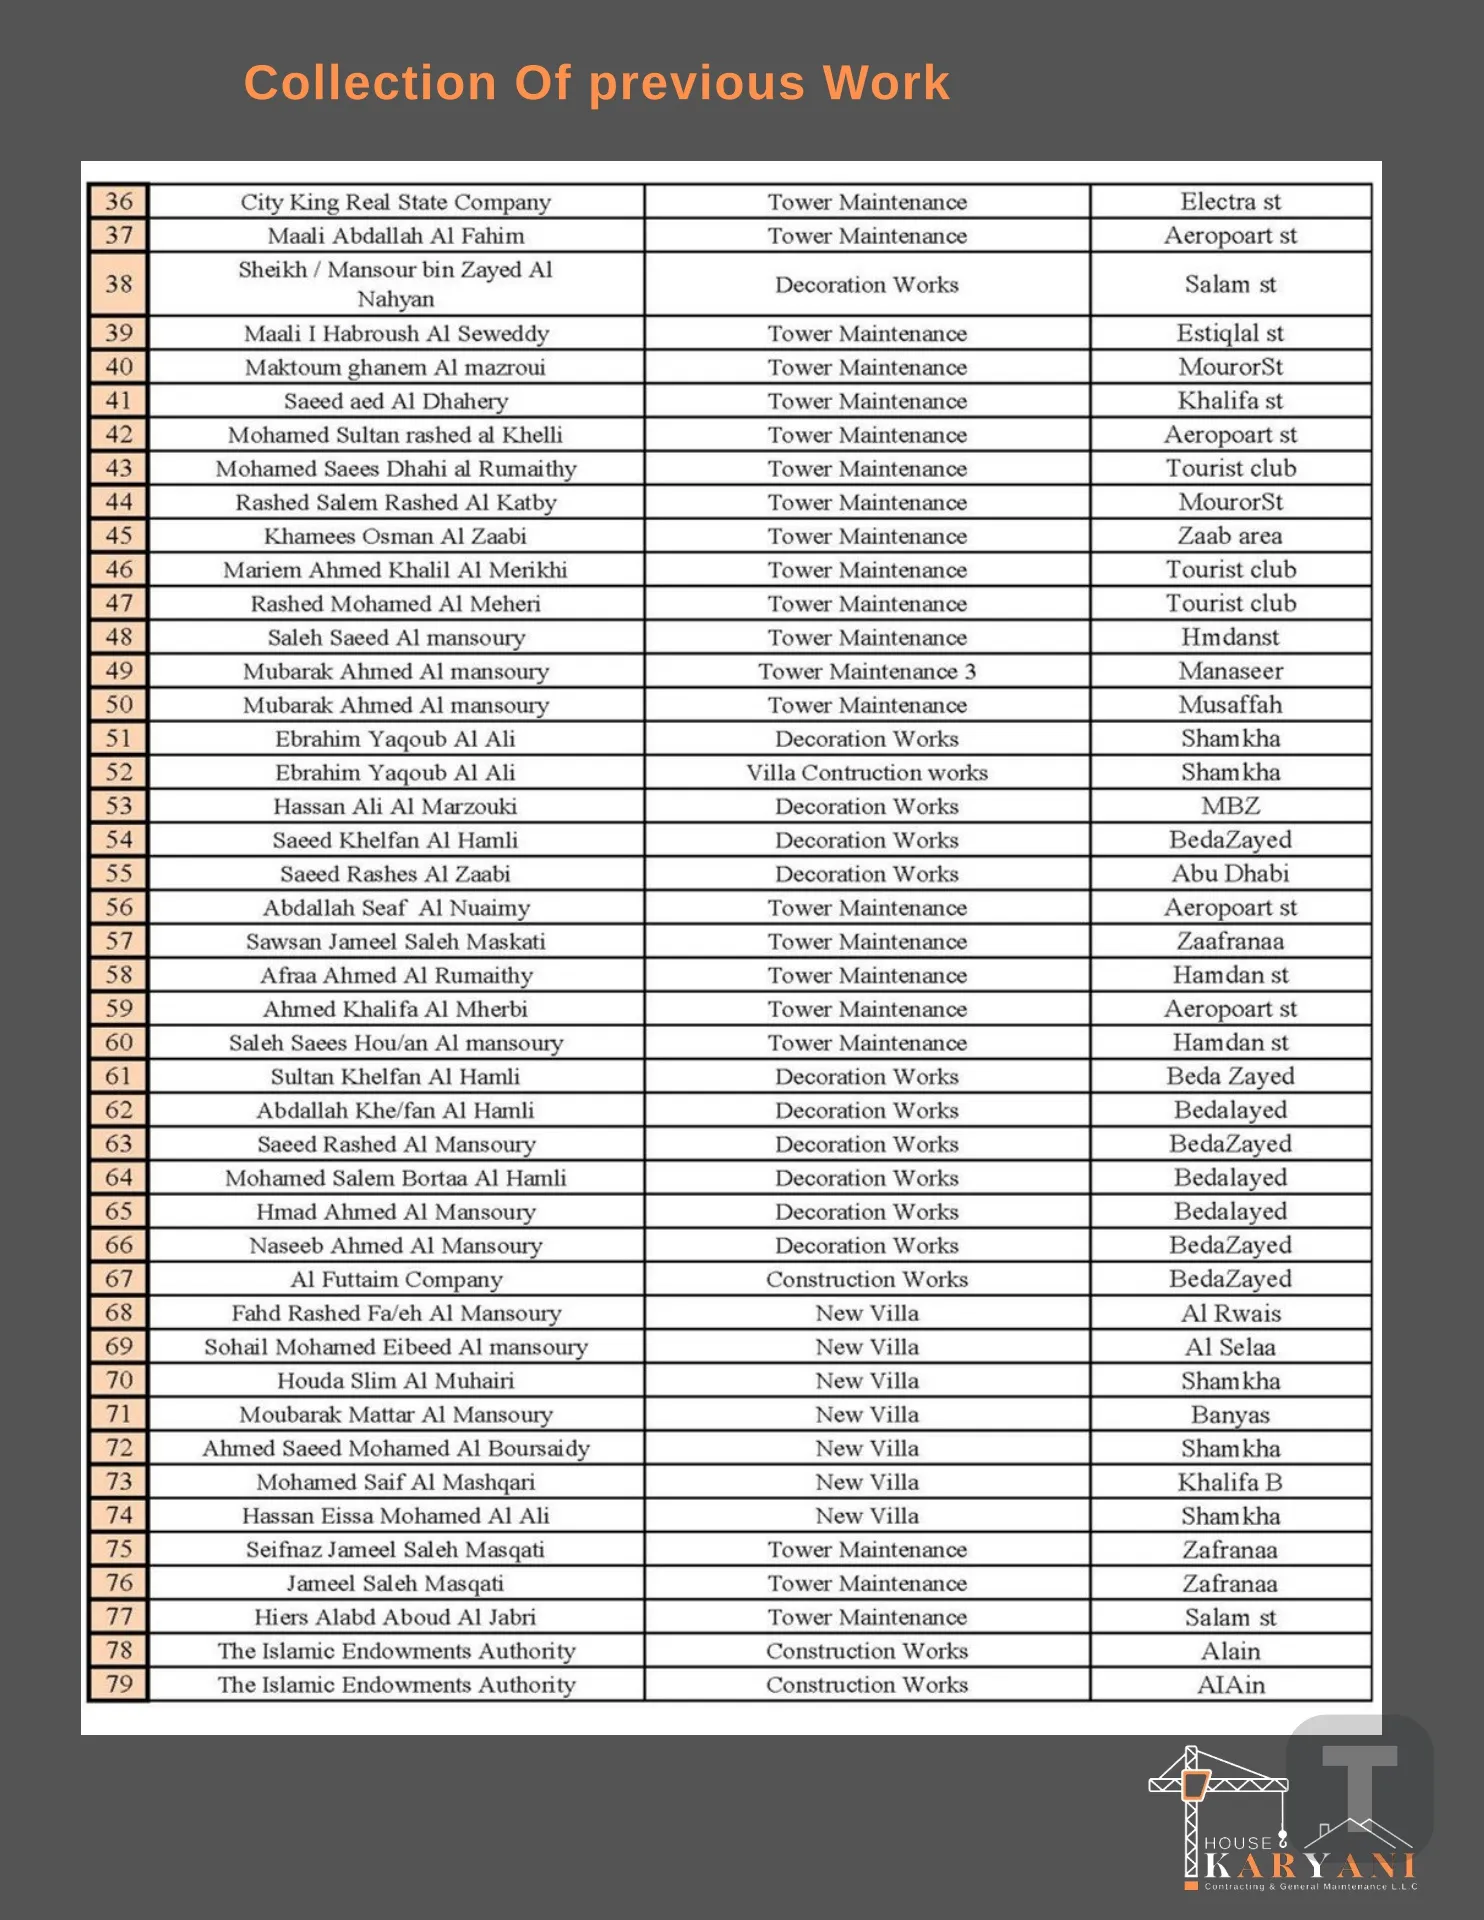 Collection Of previous Work
36 City King Real State Company Tower Maintenance Electra st
37 Maali Abdallah Al Fahim Tower Maintenance Aeropoart st
38 Sheikh / Mansour bin Zayed Al Nahyan Decoration Works Salam st
39 Maali I Habroush Al Seweddy Tower Maintenance Estiqlal st
40 Maktoum ghanem Al mazroui Tower Maintenance MourorSt
41 Saeed aed Al Dhahery Tower Maintenance Khalifa st
42 Mohamed Sultan rashed al Khelli Tower Maintenance Aeropoart st
43 Mohamed Saees Dhahi al Rumaithy Tower Maintenance Tourist club
44 Rashed Salem Rashed Al Katby Tower Maintenance MourorSt
45 Khamees Osman Al Zaabi Tower Maintenance Zaab area
46 Mariem Ahmed Khalil Al Merikhi Tower Maintenance Tourist club
47 Rashed Mohamed Al Meheri Tower Maintenance Tourist club
48 Saleh Saeed Al mansoury Tower Maintenance Hmdanst
49 Mubarak Ahmed Al mansoury Tower Maintenance 3 Manaseer
50 Mubarak Ahmed Al mansoury Tower Maintenance Musaffah
51 Ebrahim Yaqoub Al Ali Decoration Works Shamkha
52 Ebrahim Yaqoub Al Ali Villa Contruction works Shamkha
53 Hassan Ali Al Marzouki Decoration Works MBZ
54 Saeed Khelfan Al Hamli Decoration Works BedaZayed
55 Saeed Rashes Al Zaabi Decoration Works Abu Dhabi
56 Abdallah Seaf Al Nuaimy Tower Maintenance Aeropoart st
57 Sawsan Jameel Saleh Maskati Tower Maintenance Zaafranaa
58 Afraa Ahmed Al Rumaithy Tower Maintenance Hamdan st
59 Ahmed Khalifa Al Mherbi Tower Maintenance Aeropoart st
60 Saleh Saees Hou/an Al mansoury Tower Maintenance Hamdan st
61 Sultan Khelfan Al Hamli Decoration Works Beda Zayed
62 Abdallah Khe/fan Al Hamli Decoration Works Bedalayed
63 Saeed Rashed Al Mansoury Decoration Works BedaZayed
64 Mohamed Salem Bortaa Al Hamli Decoration Works Bedalayed
65 Hmad Ahmed Al Mansoury Decoration Works Bedalayed
66 Naseeb Ahmed Al Mansoury Decoration Works BedaZayed
67 Al Futtaim Company Construction Works BedaZayed
68 Fahd Rashed Fa/eh Al Mansoury New Villa Al Rwais
69 Sohail Mohamed Eibeed Al mansoury New Villa Al Selaa
70 Houda Slim Al Muhairi New Villa Shamkha
71 Moubarak Mattar Al Mansoury New Villa Banyas
72 Ahmed Saeed Mohamed Al Boursaidy New Villa Shamkha
73 Mohamed Saif Al Mashqari New Villa Khalifa B
74 Hassan Eissa Mohamed Al Ali New Villa Shamkha
75 Seifnaz Jameel Saleh Masqati Tower Maintenance Zafranaa
76 Jameel Saleh Masqati Tower Maintenance Zafranaa
77 Hiers Alabd Aboud Al Jabri Tower Maintenance Salam st
78 The Islamic Endowments Authority Construction Works Alain
79 The Islamic Endowments Authority Construction Works AIAin
T
HOUSE
KARYANI
Contracting & General Maintenance L.L.C